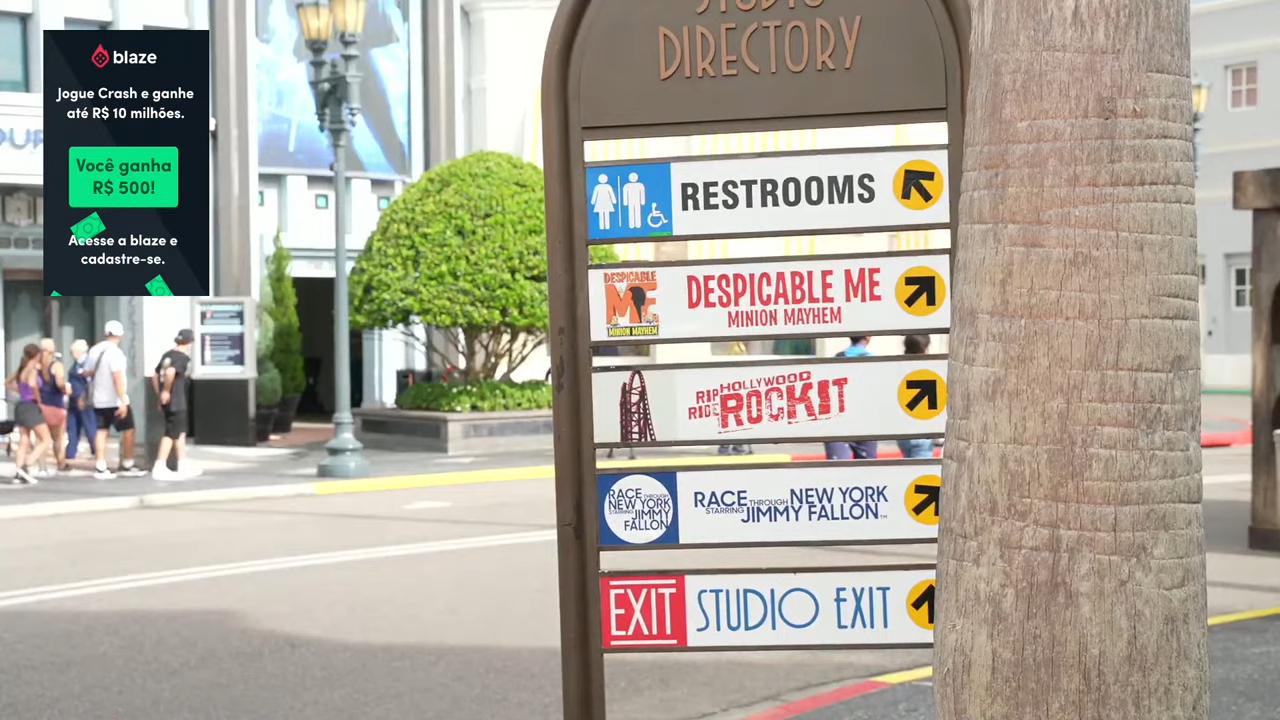 blaze
Jogue Crash e ganhe
até R$ 10 milhões.
Você ganha
R$ 500!
Acesse a blaze e
cadastre-se.
STUDIO
DIRECTORY
RESTROOMS
DESPICABLE
ME
MINION MAYHEM
DESPICABLE ME
MINION MAYHEM
HOLLYWOOD
RIP
RIDE
ROCKIT
RACE
THROUGH
NEW YORK
STARRING
JIMMY
FALLON
RACE THROUGH NEW YORK
STARRING JIMMY FALLON™
EXIT
STUDIO EXIT